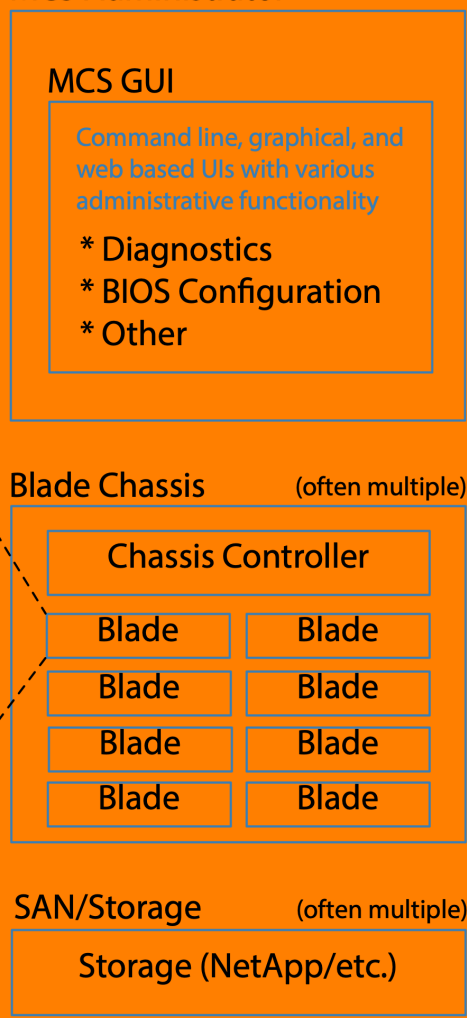 MCS GUI
Command line, graphical, and
web based UIs with various
administrative functionality
* Diagnostics
* BIOS Configuration
* Other
Blade Chassis (often multiple)
Chassis Controller
Blade Blade
Blade Blade
Blade Blade
Blade Blade
SAN/Storage (often multiple)
Storage (NetApp/etc.)